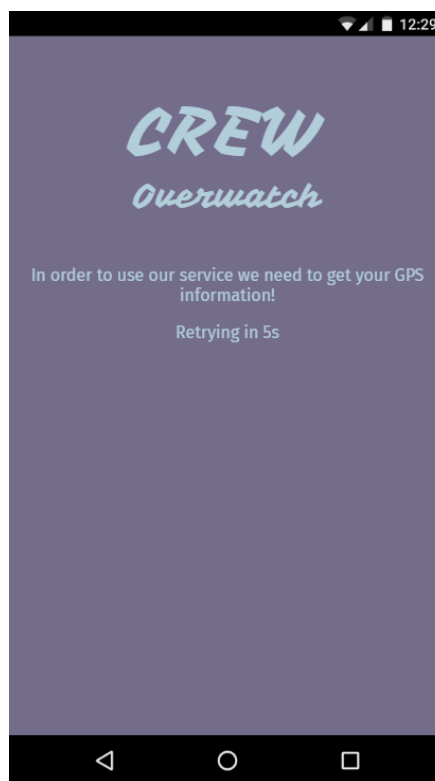 12:29
CREW
Overwatch
In order to use our service we need to get your GPS
information!
Retrying in 5s